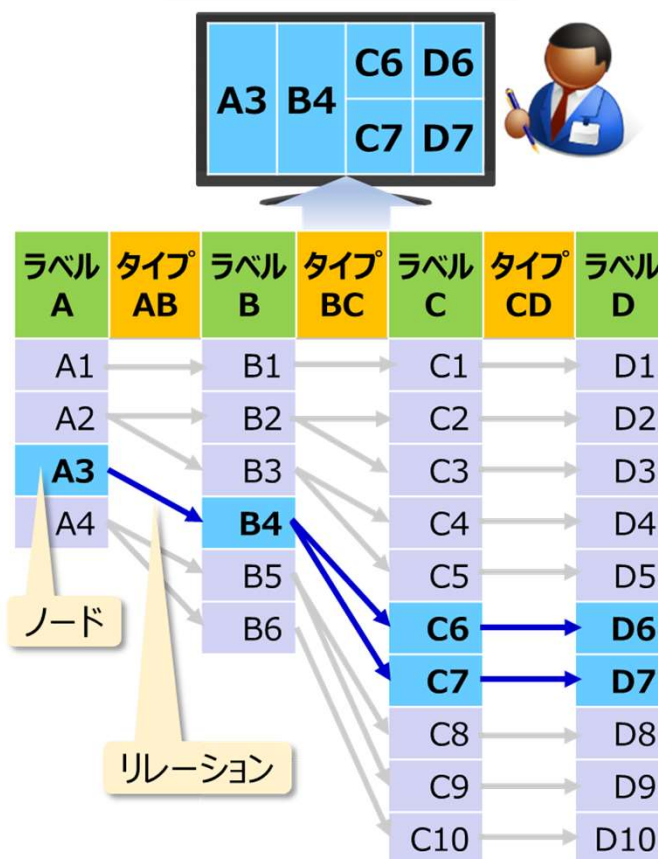 A3 B4 C6 D6
C7 D7
ラベル タイプ ラベル タイプ ラベル タイプ ラベル
A AB B BC C CD D
A1 B1 C1 D1
A2 B2 C2 D2
A3 B3 C3 D3
A4 B4 C4 D4
B5 C5 D5
ノード B6 C6 D6
C7 D7
C8 D8
リレーション C9 D9
C10 D10